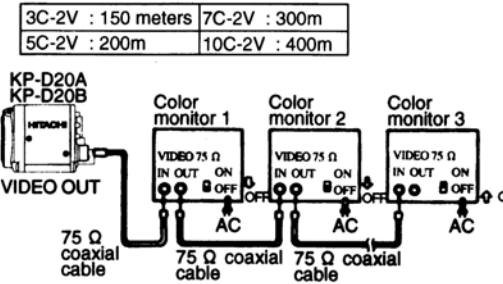 3C-2V : 150 meters 7C-2V : 300m
5C-2V : 200m 10C-2V : 400m
KP-D20A
KP-D20B
HITACHI
VIDEO OUT
Color
monitor 1
VIDEO 75 Ω
IN OUT ON
OFF
OFF
AC
Color
monitor 2
VIDEO 75 Ω
IN OUT ON
OFF
OFF
AC
Color
monitor 3
VIDEO 75 Ω
IN OUT ON
OFF
AC
75 Ω
coaxial
cable
75 Ω coaxial
cable
75 Ω coaxial
cable